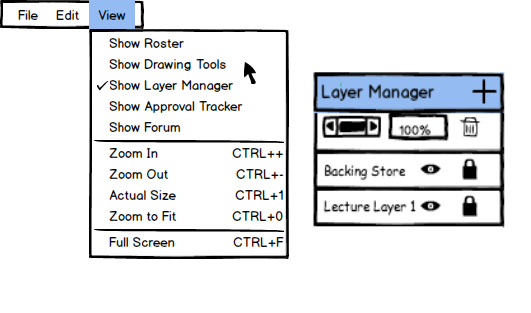 File Edit View
Show Roster
Show Drawing Tools
✓Show Layer Manager
Show Approval Tracker
Show Forum
Zoom In CTRL++
Zoom Out CTRL+-
Actual Size CTRL+1
Zoom to Fit CTRL+0
Full Screen CTRL+F
Layer Manager +
100%
Backing Store
Lecture Layer 1